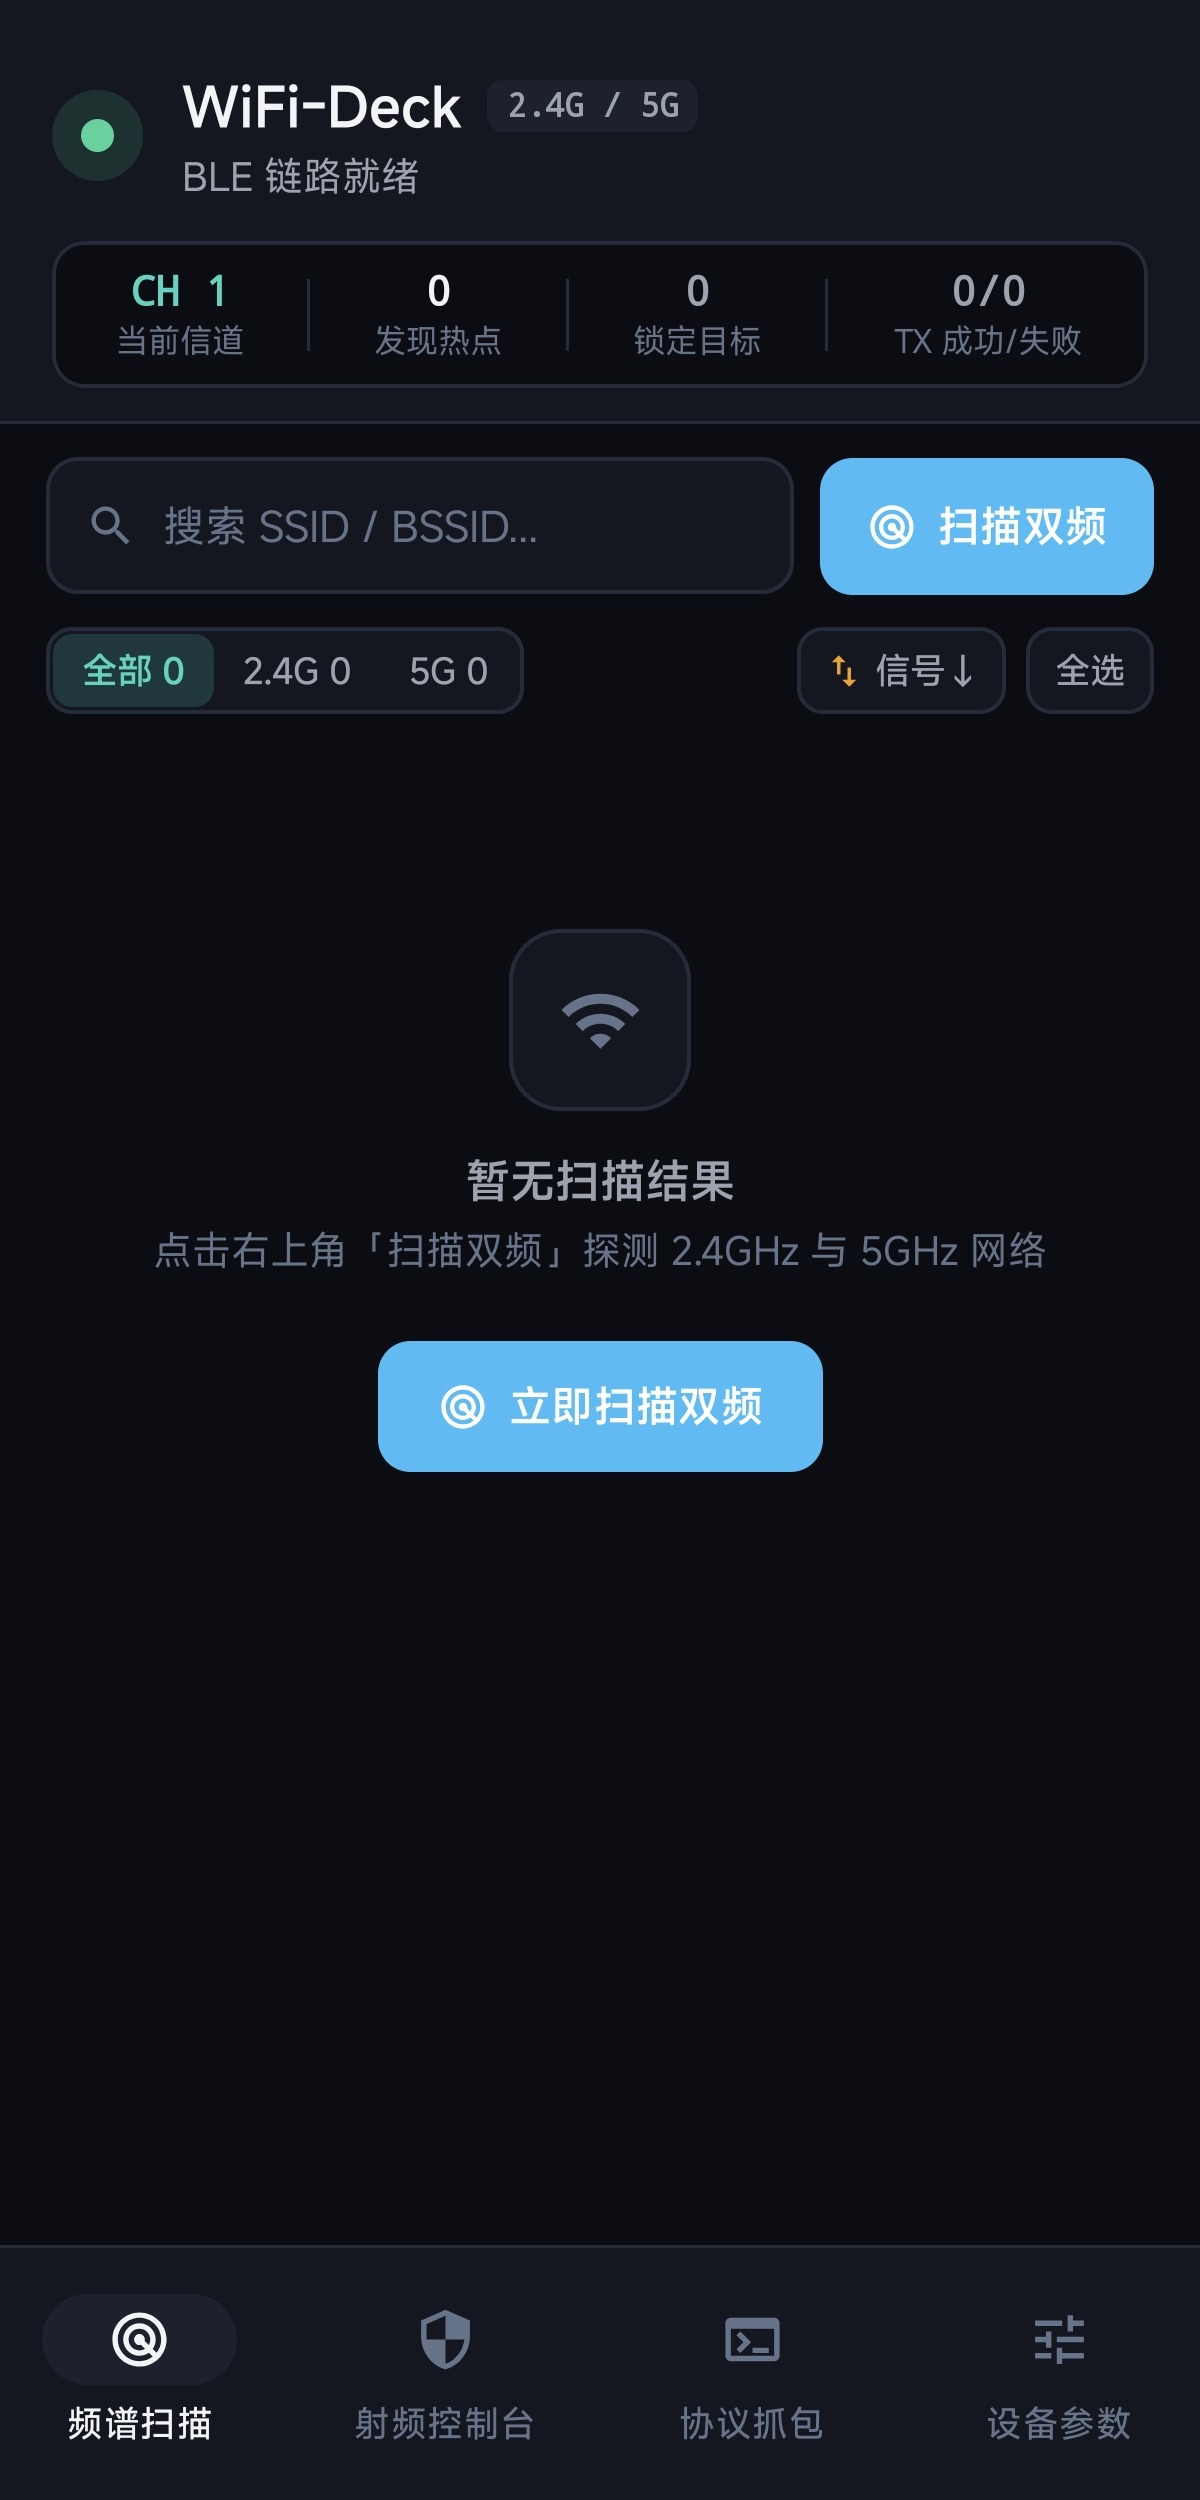 WiFi-Deck 2.4G / 5G
BLE 链路就绪
CH 1 0 0 0/0
当前信道 发现热点 锁定目标 TX 成功/失败
搜索 SSID / BSSID... 扫描双频
全部 0 2.4G 0 5G 0 信号↓ 全选
暂无扫描结果
点击右上角「扫描双频」探测 2.4GHz 与 5GHz 网络
立即扫描双频
频谱扫描 射频控制台 协议抓包 设备参数